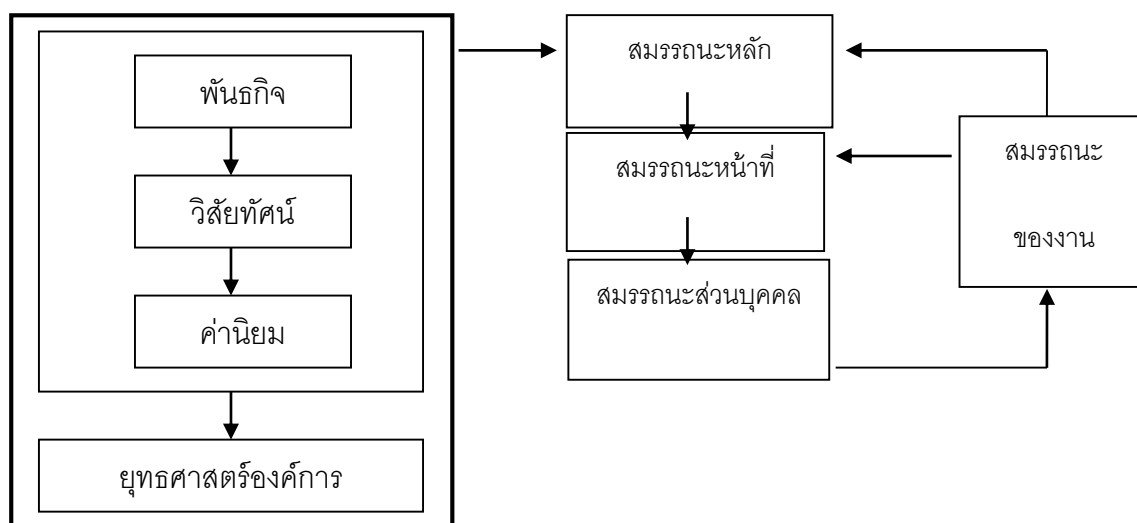 พันธกิจ
วิสัยทัศน์
ค่านิยม
ยุทธศาสตร์องค์การ
สมรรถนะหลัก
สมรรถนะหน้าที่
สมรรถนะส่วนบุคคล
สมรรถนะ
ของงาน